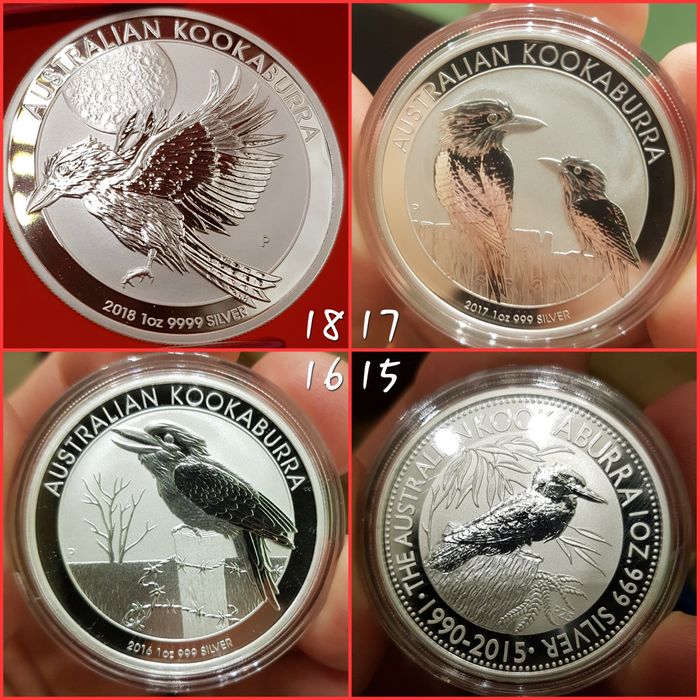 AUSTRALIAN KOOKABURRA
P
2018 1oz 9999 SILVER
AUSTRALIAN KOOKABURRA
P
2017 1oz 999 SILVER
18 17
16 15
AUSTRALIAN KOOKABURRA
P
2016 1oz 999 SILVER
THE AUSTRALIAN KOOKABURRA 1OZ 999 SILVER
· 1990-2015 ·